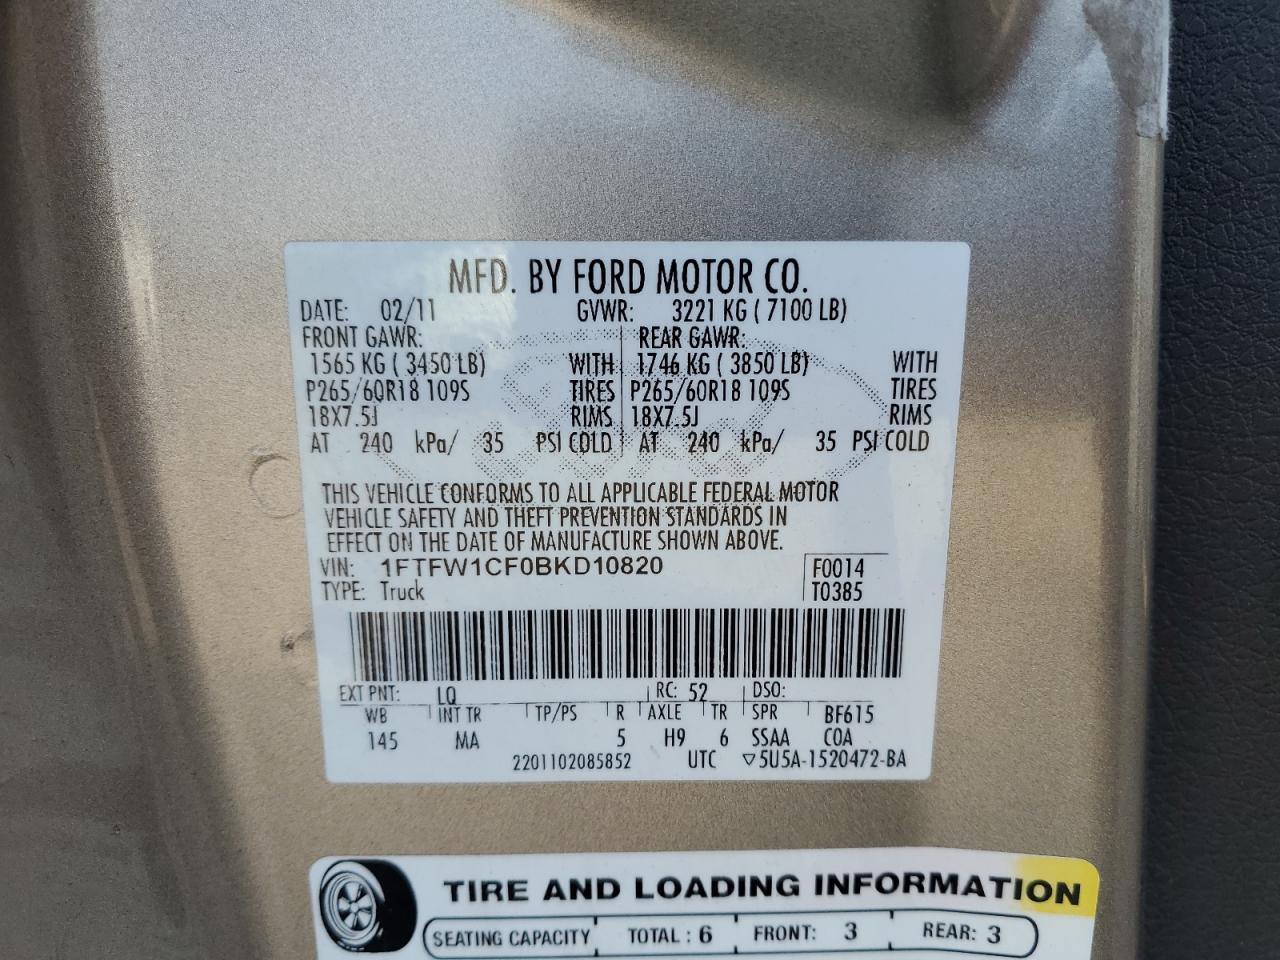 MFD. BY FORD MOTOR CO.
DATE: 02/11 GVWR: 3221 KG ( 7100 LB)
FRONT GAWR: REAR GAWR:
1565 KG ( 3450 LB) WITH 1746 KG ( 3850 LB) WITH
P265/60R18 109S TIRES P265/60R18 109S TIRES
18X7.5J RIMS 18X7.5J RIMS
AT 240 kPa/ 35 PSI COLD AT 240 kPa/ 35 PSI COLD
THIS VEHICLE CONFORMS TO ALL APPLICABLE FEDERAL MOTOR
VEHICLE SAFETY AND THEFT PREVENTION STANDARDS IN
EFFECT ON THE DATE OF MANUFACTURE SHOWN ABOVE.
VIN: 1FTFW1CF0BKD10820 F0014
TYPE: Truck T0385
EXT PNT: LQ RC: 52 DSO:
WB INT TR TP/PS R AXLE TR SPR BF615
145 MA 5 H9 6 SSAA COA
2201102085852 UTC ▽5U5A-1520472-BA
TIRE AND LOADING INFORMATION
SEATING CAPACITY TOTAL : 6 FRONT: 3 REAR: 3